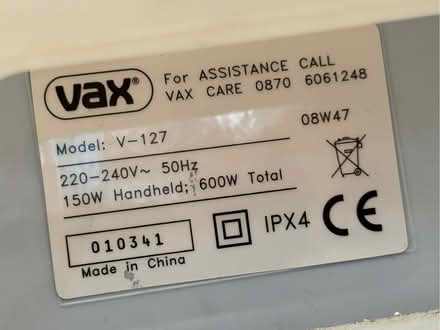 vax® For ASSISTANCE CALL
VAX CARE 0870 6061248
08W47
Model: V-127
220-240V~ 50Hz
150W Handheld; 600W Total
010341
IPX4 CE
Made in China